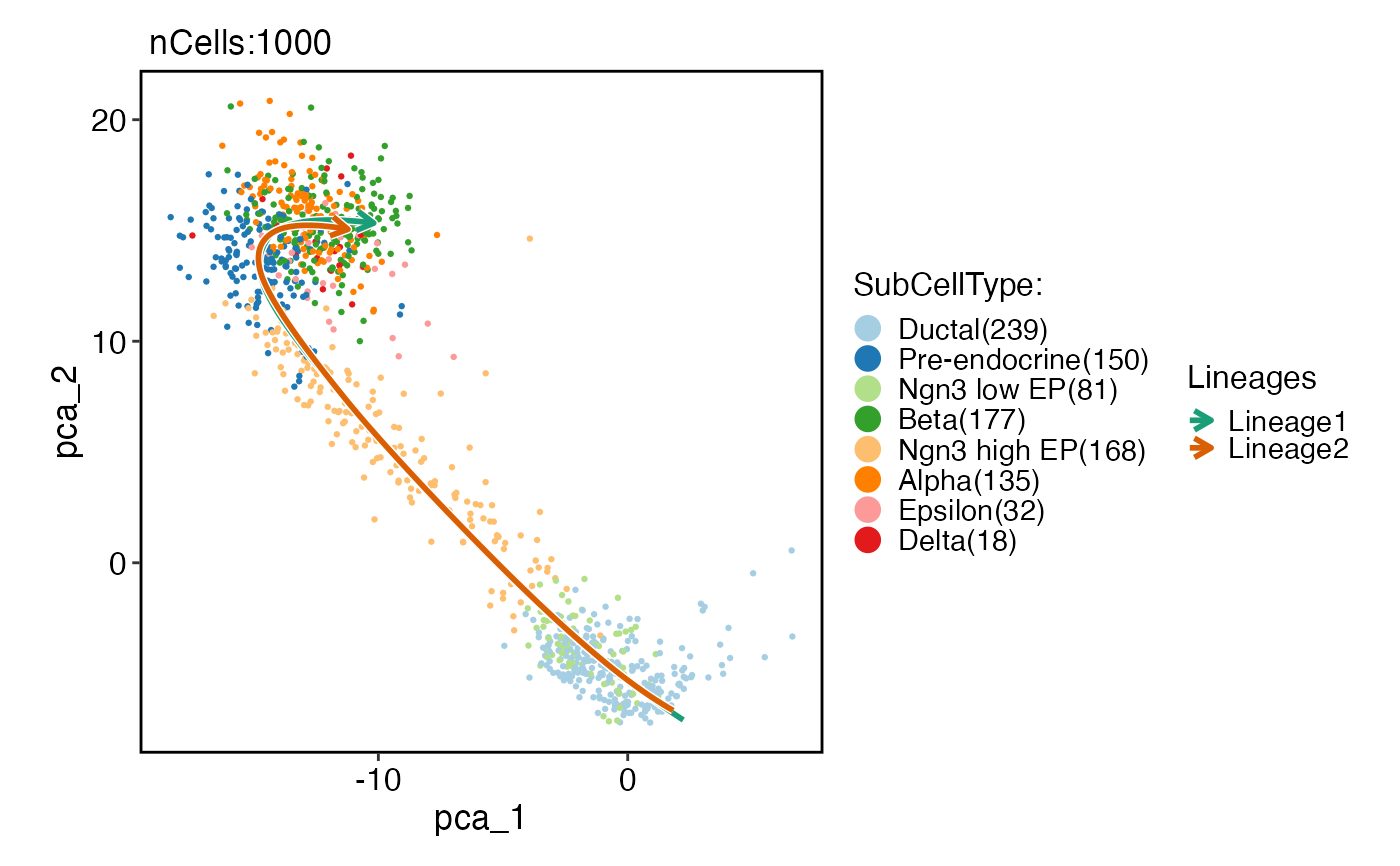 nCells:1000
20
10
0
-10
0
pca_1
pca_2
SubCellType:
Ductal(239)
Pre-endocrine(150)
Ngn3 low EP(81)
Beta(177)
Ngn3 high EP(168)
Alpha(135)
Epsilon(32)
Delta(18)
Lineages
Lineage1
Lineage2